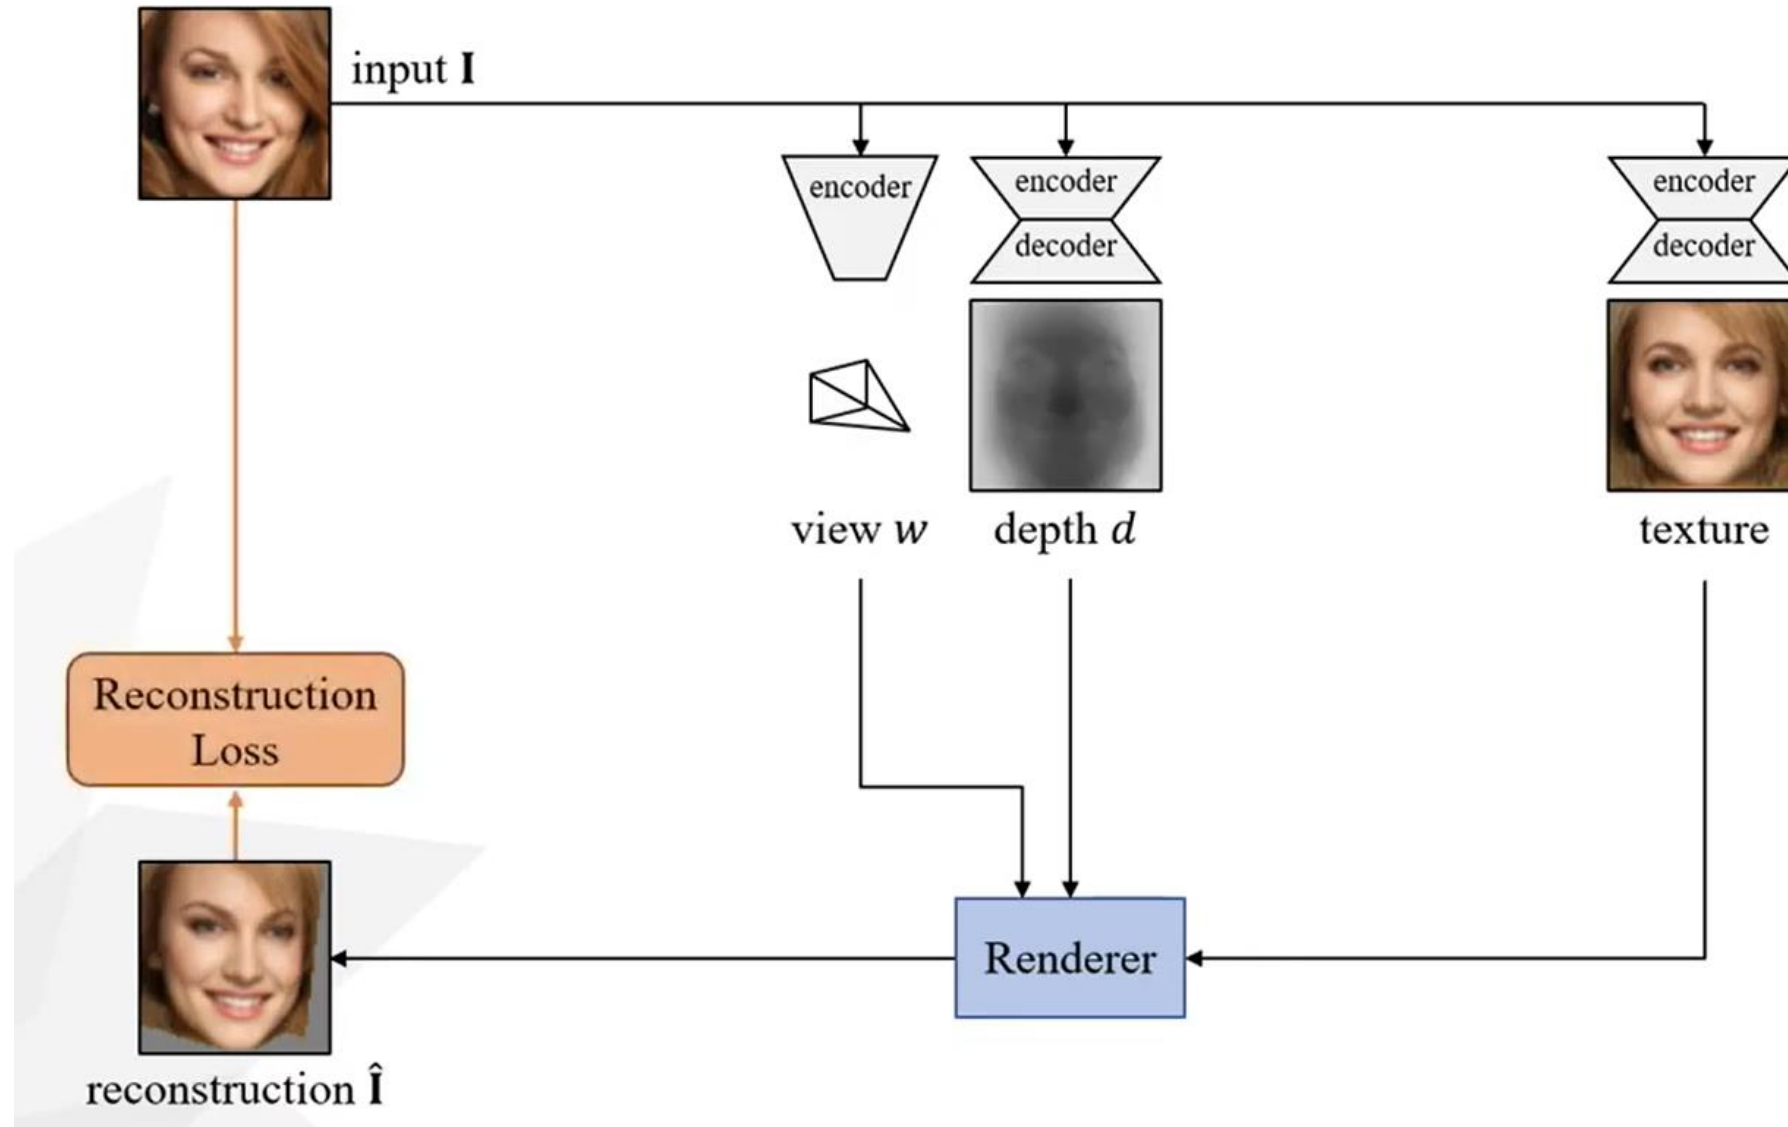 input I
encoder
encoder
decoder
encoder
decoder
view w
depth d
texture
Reconstruction
Loss
Renderer
reconstruction Î